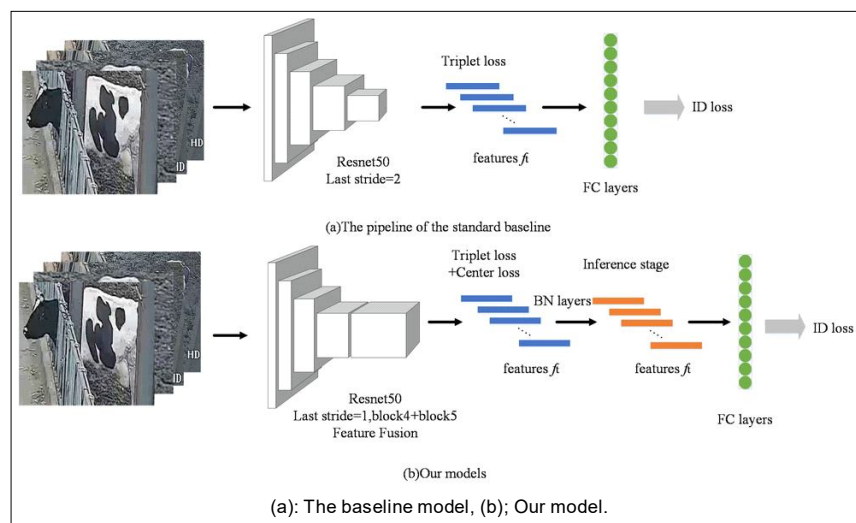 Triplet loss
HD
HD
ID loss
features fi
Resnet50
Last stride=2
FC layers
(a)The pipeline of the standard baseline
Triplet loss
+Center loss
Inference stage
BN layers
HD
HD
ID loss
features fi
features fi
Resnet50
Last stride=1,block4+block5
Feature Fusion
FC layers
(b)Our models
(a): The baseline model, (b); Our model.